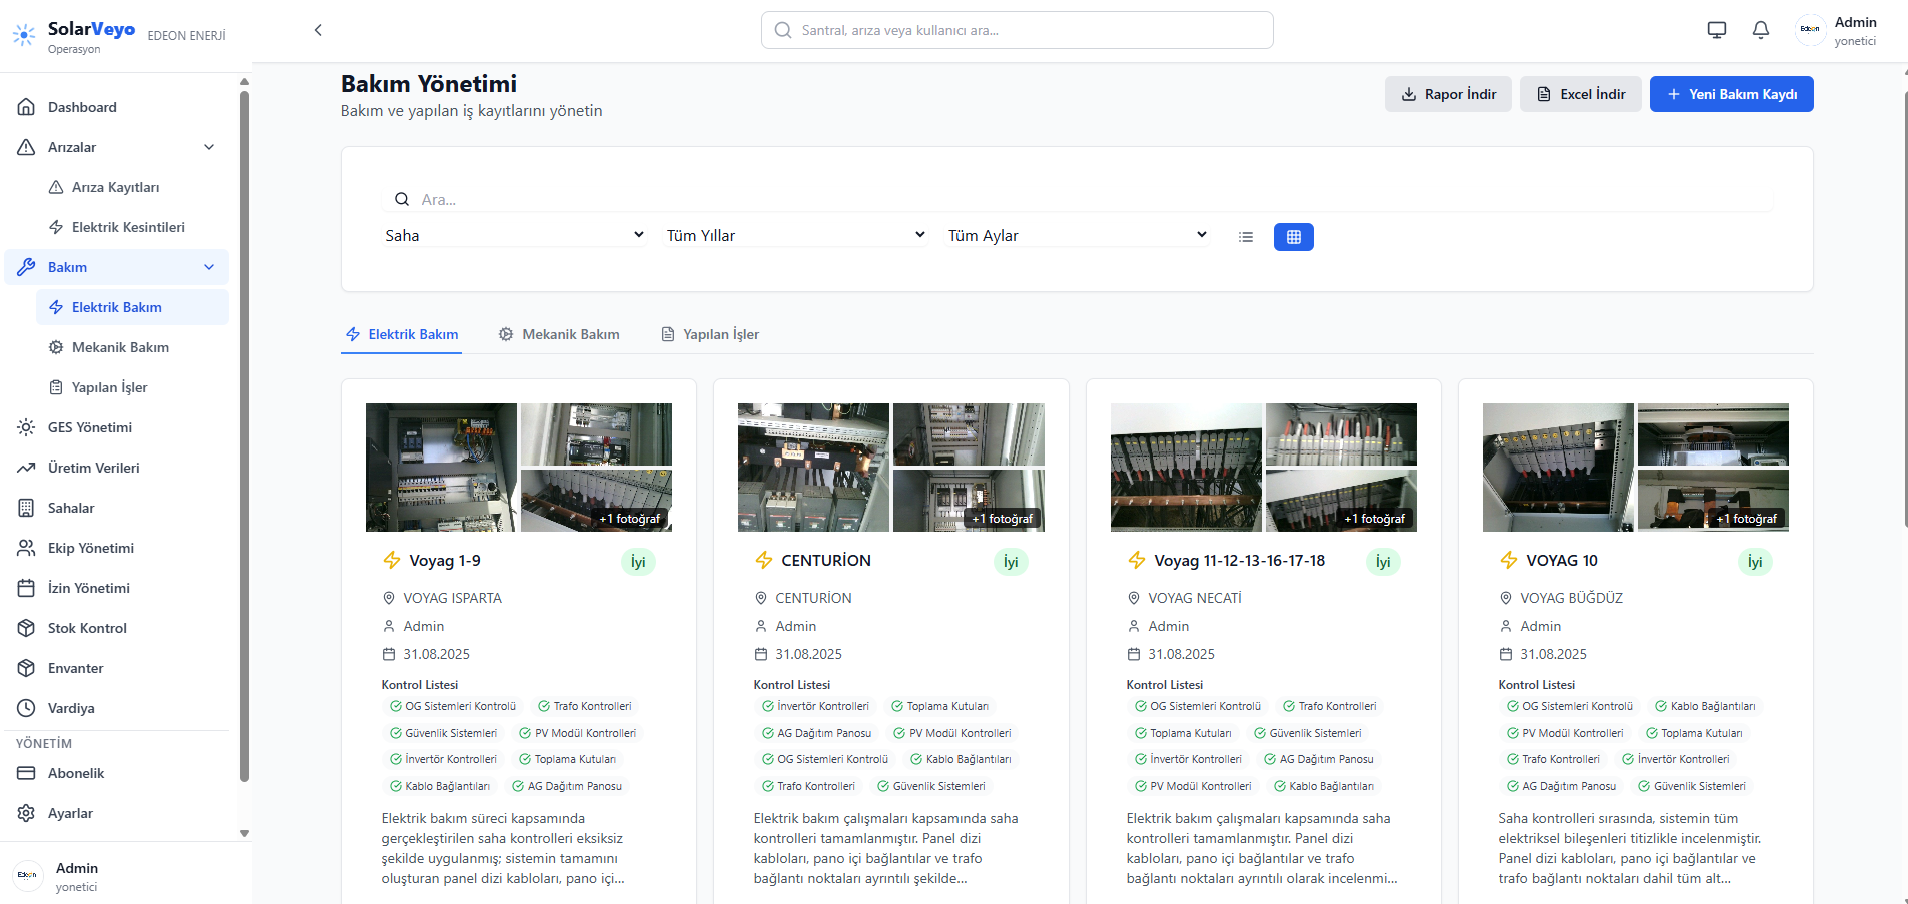 SolarVeyo
Operasyon
EDEON ENERJİ
Santral, arıza veya kullanıcı ara...
Edeon
Admin
yonetici
Dashboard
Arızalar
Arıza Kayıtları
Elektrik Kesintileri
Bakım
Elektrik Bakım
Mekanik Bakım
Yapılan İşler
GES Yönetimi
Üretim Verileri
Sahalar
Ekip Yönetimi
İzin Yönetimi
Stok Kontrol
Envanter
Vardiya
YÖNETİM
Abonelik
Ayarlar
Edeon
Admin
yonetici
Bakım Yönetimi
Bakım ve yapılan iş kayıtlarını yönetin
Rapor İndir
Excel İndir
Yeni Bakım Kaydı
Ara...
Saha
Tüm Yıllar
Tüm Aylar
Elektrik Bakım
Mekanik Bakım
Yapılan İşler
+1 fotoğraf
Voyag 1-9
İyi
VOYAG ISPARTA
Admin
31.08.2025
Kontrol Listesi
OG Sistemleri Kontrolü Trafo Kontrolleri
Güvenlik Sistemleri PV Modül Kontrolleri
İnvertör Kontrolleri Toplama Kutuları
Kablo Bağlantıları AG Dağıtım Panosu
Elektrik bakım süreci kapsamında
gerçekleştirilen saha kontrolleri eksiksiz
şekilde uygulanmış; sistemin tamamını
oluşturan panel dizi kabloları, pano içi...
+1 fotoğraf
CENTURİON
İyi
CENTURİON
Admin
31.08.2025
Kontrol Listesi
İnvertör Kontrolleri Toplama Kutuları
AG Dağıtım Panosu PV Modül Kontrolleri
OG Sistemleri Kontrolü Kablo Bağlantıları
Trafo Kontrolleri Güvenlik Sistemleri
Elektrik bakım çalışmaları kapsamında saha
kontrolleri tamamlanmıştır. Panel dizi
kabloları, pano içi bağlantılar ve trafo
bağlantı noktaları ayrıntılı şekilde...
+1 fotoğraf
Voyag 11-12-13-16-17-18
İyi
VOYAG NECATİ
Admin
31.08.2025
Kontrol Listesi
OG Sistemleri Kontrolü Trafo Kontrolleri
Toplama Kutuları Güvenlik Sistemleri
İnvertör Kontrolleri AG Dağıtım Panosu
PV Modül Kontrolleri Kablo Bağlantıları
Elektrik bakım çalışmaları kapsamında saha
kontrolleri tamamlanmıştır. Panel dizi
kabloları, pano içi bağlantılar ve trafo
bağlantı noktaları ayrıntılı olarak incelenmi...
+1 fotoğraf
VOYAG 10
İyi
VOYAG BÜĞDÜZ
Admin
31.08.2025
Kontrol Listesi
OG Sistemleri Kontrolü Kablo Bağlantıları
PV Modül Kontrolleri Toplama Kutuları
Trafo Kontrolleri İnvertör Kontrolleri
AG Dağıtım Panosu Güvenlik Sistemleri
Saha kontrolleri sırasında, sistemin tüm
elektriksel bileşenleri titizlikle incelenmiştir.
Panel dizi kabloları, pano içi bağlantılar ve
trafo bağlantı noktaları dahil tüm alt...